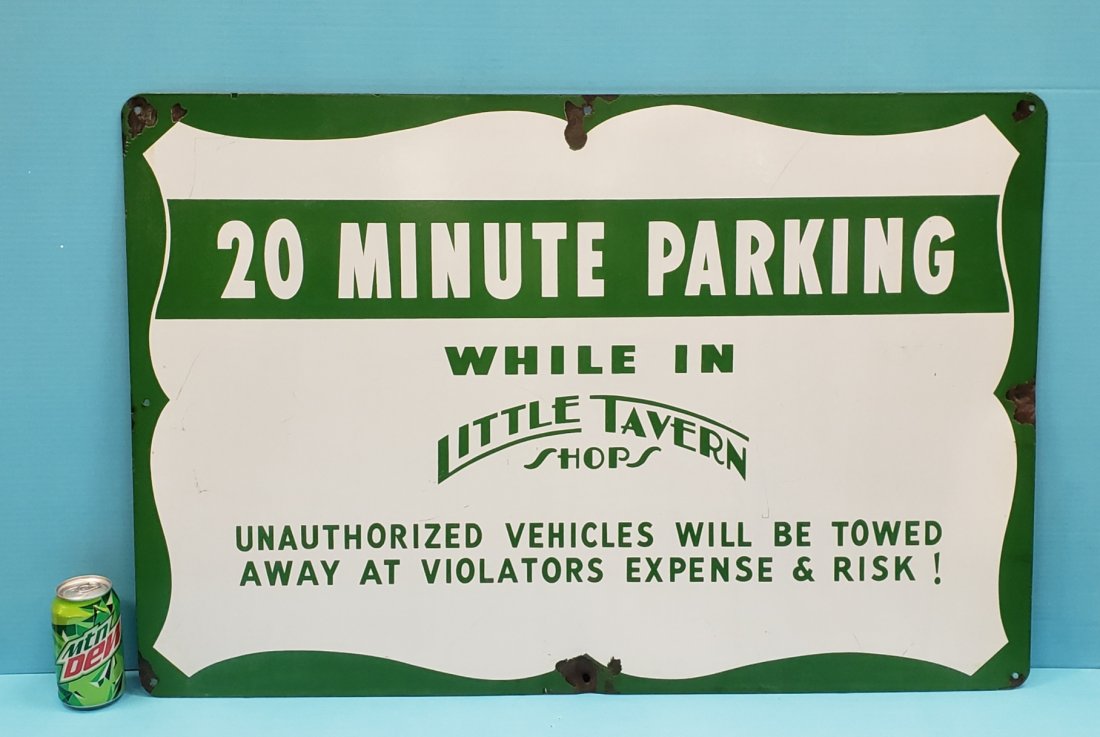 20 MINUTE PARKING
WHILE IN
LITTLE TAVERN
SHOPS
UNAUTHORIZED VEHICLES WILL BE TOWED
AWAY AT VIOLATORS EXPENSE & RISK !
Mtn
DEW